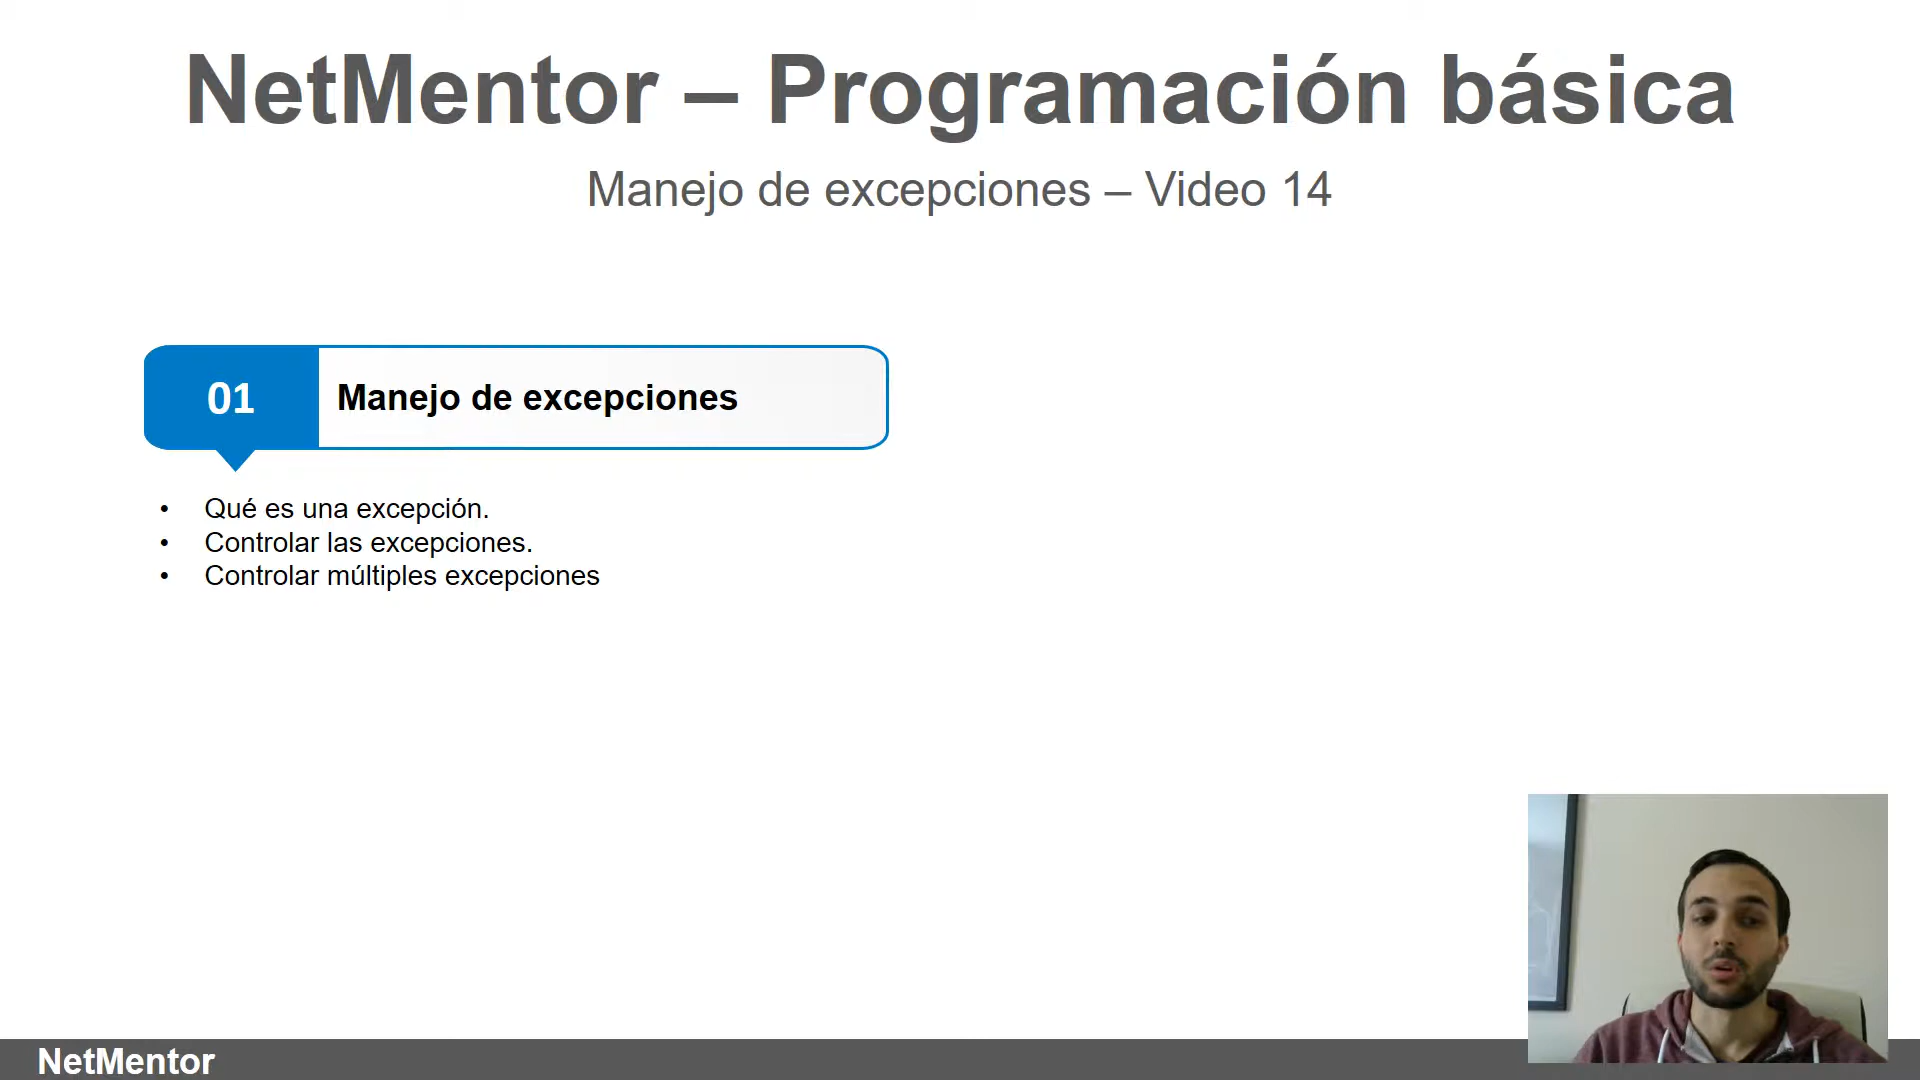 NetMentor – Programación básica
Manejo de excepciones – Video 14
01
Manejo de excepciones
• Qué es una excepción.
• Controlar las excepciones.
• Controlar múltiples excepciones
NetMentor